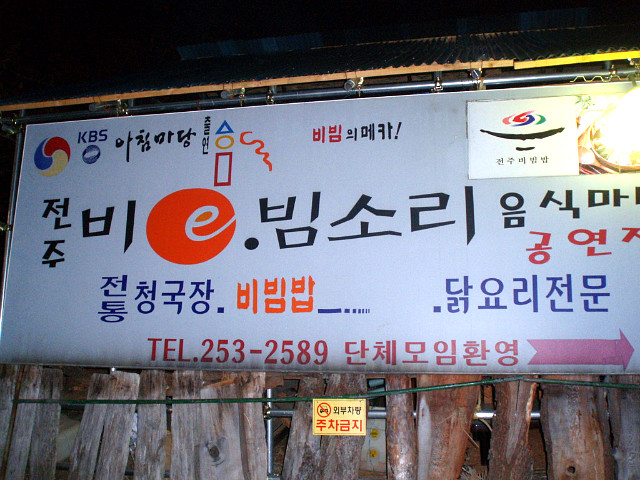 KBS 아침마당 출연 비빔의메카!
전주비빔밥
전주 비 e.빔소리 음식마
공연
전통 청국장. 비빔밥 .닭요리전문
TEL.253-2589 단체모임환영
외부차량
주차금지